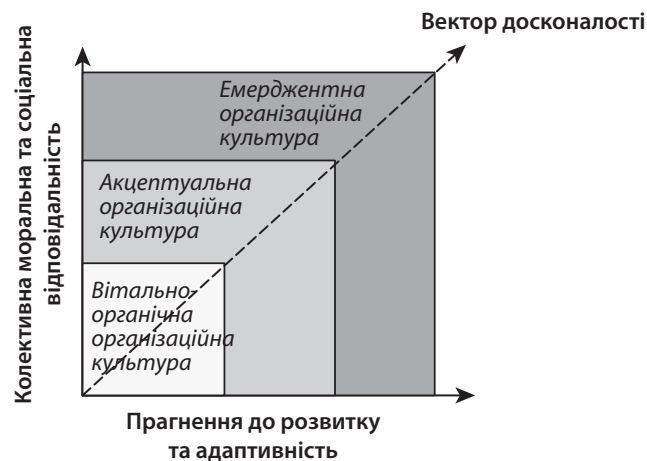 Вектор досконалості
Колективна моральна та соціальна
відповідальність
Емерджентна
організаційна
культура
Акцептуальна
організаційна
культура
Вітально-
органічна
організаційна
культура
Прагнення до розвитку
та адаптивність